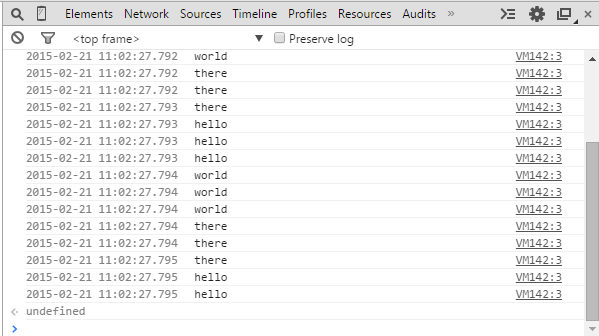 Elements Network Sources Timeline Profiles Resources Audits »
<top frame> Preserve log
2015-02-21 11:02:27.792 world VM142:3
2015-02-21 11:02:27.792 there VM142:3
2015-02-21 11:02:27.792 there VM142:3
2015-02-21 11:02:27.793 there VM142:3
2015-02-21 11:02:27.793 hello VM142:3
2015-02-21 11:02:27.793 hello VM142:3
2015-02-21 11:02:27.793 hello VM142:3
2015-02-21 11:02:27.794 world VM142:3
2015-02-21 11:02:27.794 world VM142:3
2015-02-21 11:02:27.794 world VM142:3
2015-02-21 11:02:27.794 there VM142:3
2015-02-21 11:02:27.794 there VM142:3
2015-02-21 11:02:27.795 there VM142:3
2015-02-21 11:02:27.795 hello VM142:3
2015-02-21 11:02:27.795 hello VM142:3
undefined